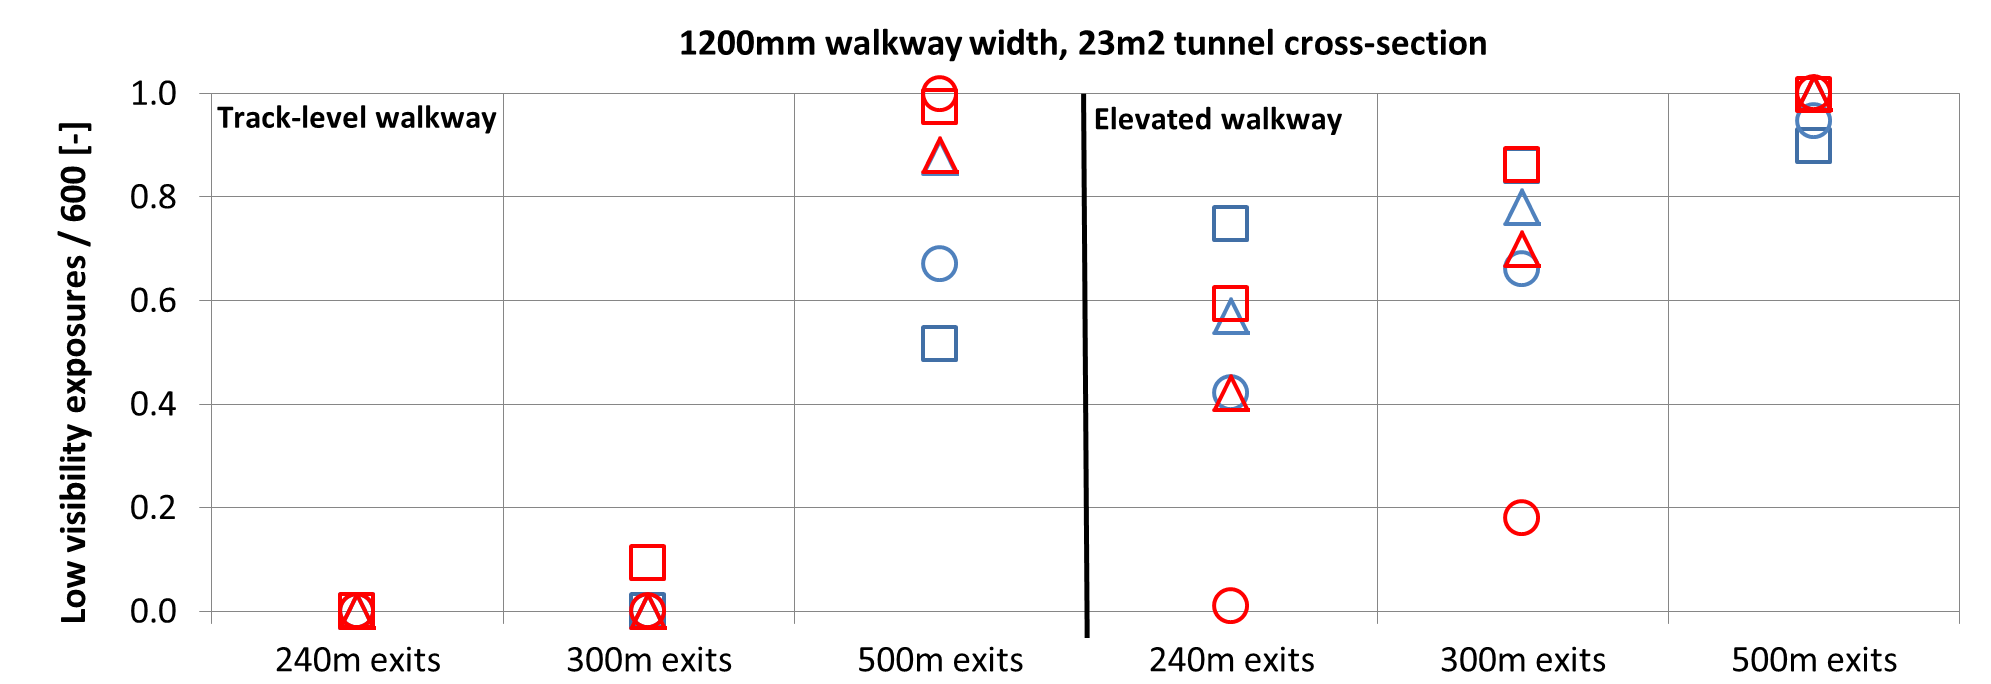 1200mm walkway width, 23m2 tunnel cross-section
Low visibility exposures / 600 [-]
1.0
0.8
0.6
0.4
0.2
0.0
Track-level walkway
Elevated walkway
240m exits
300m exits
500m exits
240m exits
300m exits
500m exits